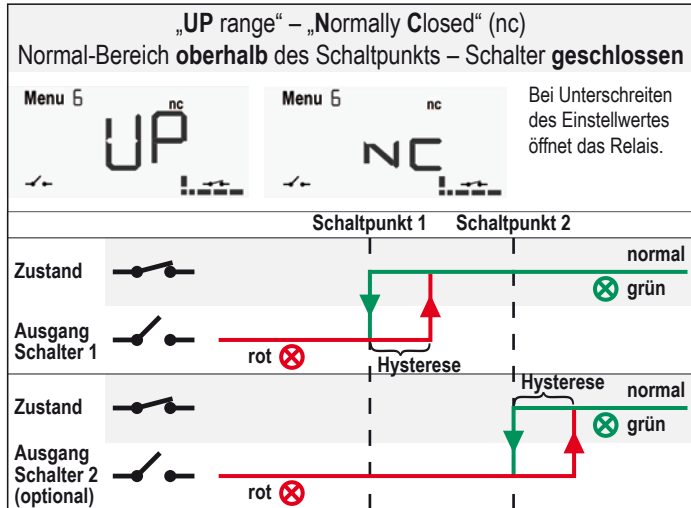 „UP range“ – „Normally Closed“ (nc)
Normal-Bereich oberhalb des Schaltpunkts – Schalter geschlossen
Menu 6
nc
UP
Menu 6
nc
NC
Bei Unterschreiten
des Einstellwertes
öffnet das Relais.
Schaltpunkt 1
Schaltpunkt 2
Zustand
normal
grün
Ausgang
Schalter 1
rot
Hysterese
Zustand
Hysterese
normal
grün
Ausgang
Schalter 2
(optional)
rot